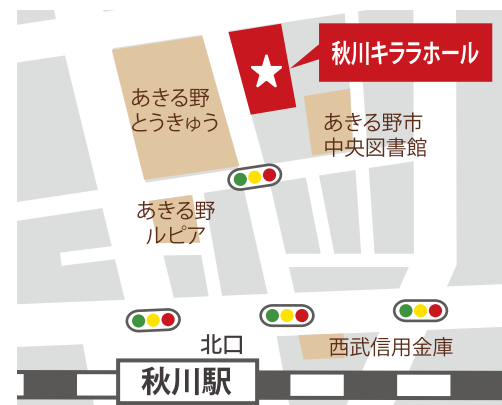 秋川キララホール
あきる野
とうきゅう
あきる野市
中央図書館
あきる野
ルピア
北口
西武信用金庫
秋川駅